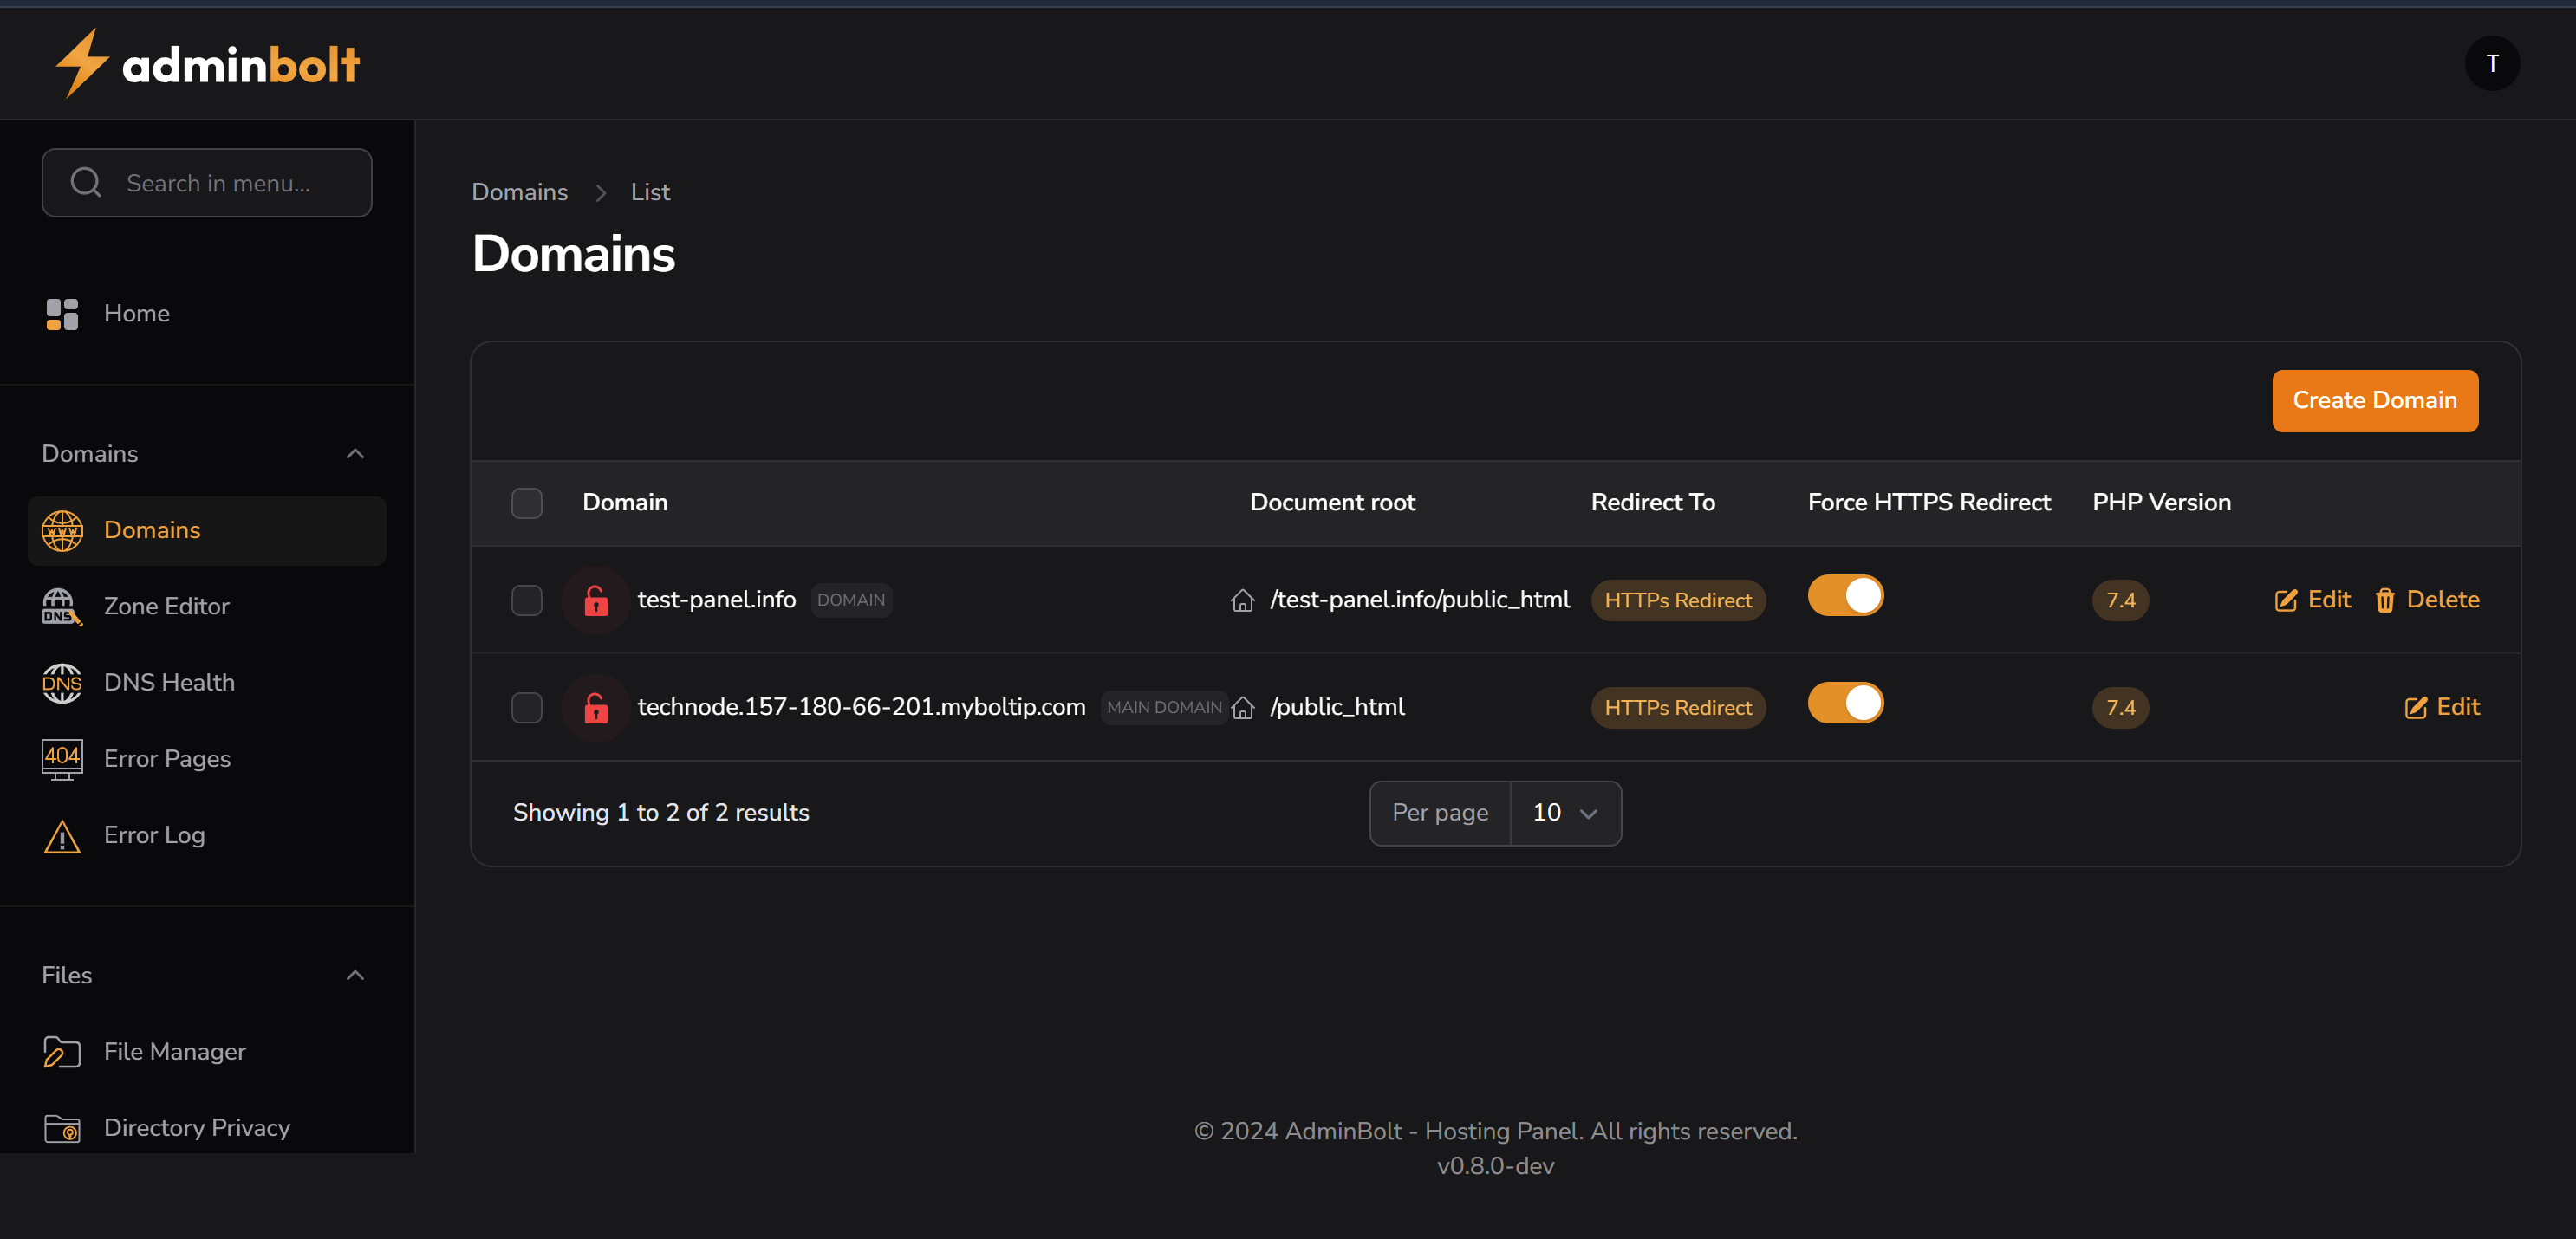 adminbolt
T
Search in menu...
Home
Domains
Domains
WWW
Zone Editor
DNS
DNS Health
DNS
Error Pages
404
Error Log
Files
File Manager
Directory Privacy
Domains > List
Domains
Create Domain
Domain Document root Redirect To Force HTTPS Redirect PHP Version
test-panel.info DOMAIN /test-panel.info/public_html HTTPs Redirect 7.4 Edit Delete
technode.157-180-66-201.myboltip.com MAIN DOMAIN /public_html HTTPs Redirect 7.4 Edit
Showing 1 to 2 of 2 results Per page 10
© 2024 AdminBolt - Hosting Panel. All rights reserved.
v0.8.0-dev